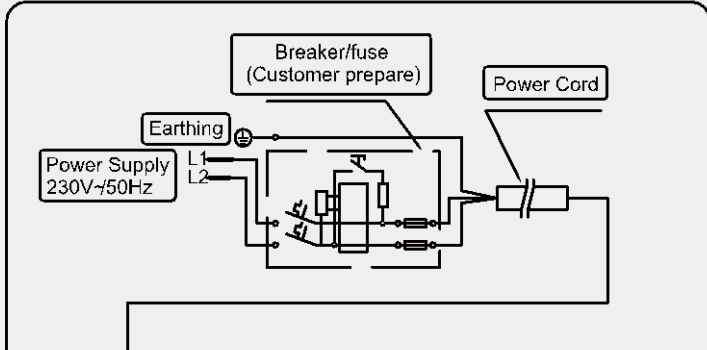 Breaker/fuse
(Customer prepare)
Power Cord
Earthing
L1
L2
Power Supply
230V~/50Hz